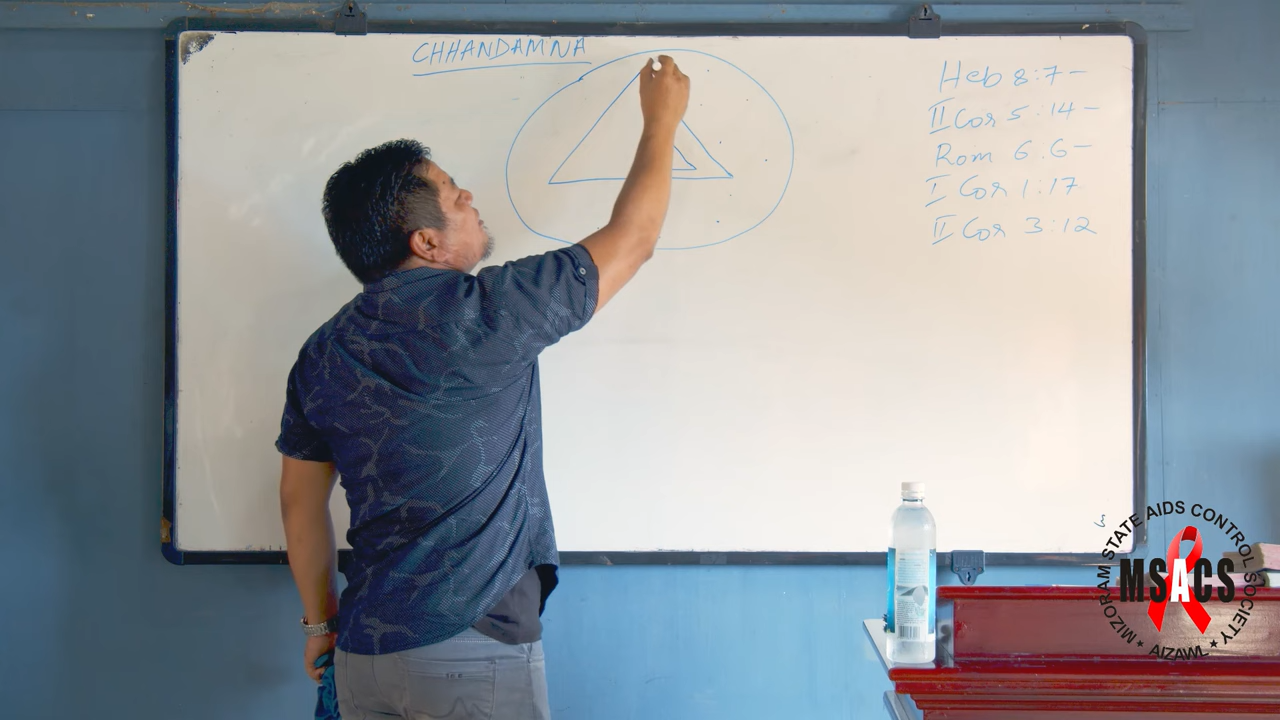 CHHANDAMNA
Heb 8:7-
II Cor 5:14-
Rom 6.6-
I Cor 1:17
II Cor 3:12
MIZORAM STATE AIDS CONTROL SOCIETY
MSACS
★ AIZAWL ★